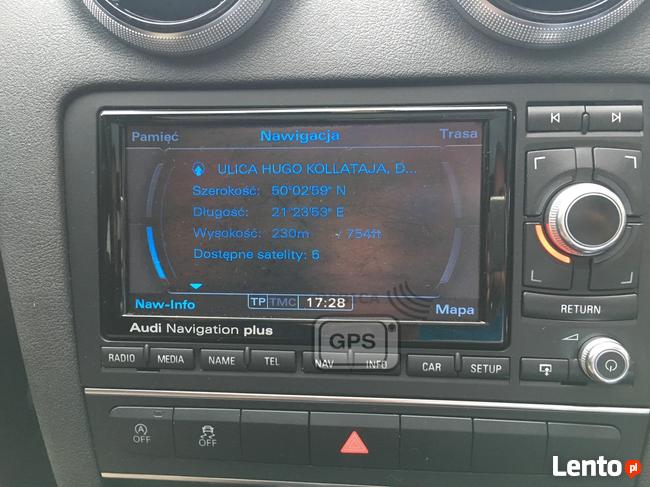 Pamięć Nawigacja Trasa
ULICA HUGO KOLLATAJA, D...
Szerokość: 50°02'59" N
Długość: 21°23'53" E
Wysokość: 230m / 754ft
Dostępne satelity: 6
Naw-Info TP TMC 17:28 Mapa
Audi Navigation plus
GPS
RETURN
RADIO MEDIA NAME TEL NAV INFO CAR SETUP
OFF OFF
Lento.pl